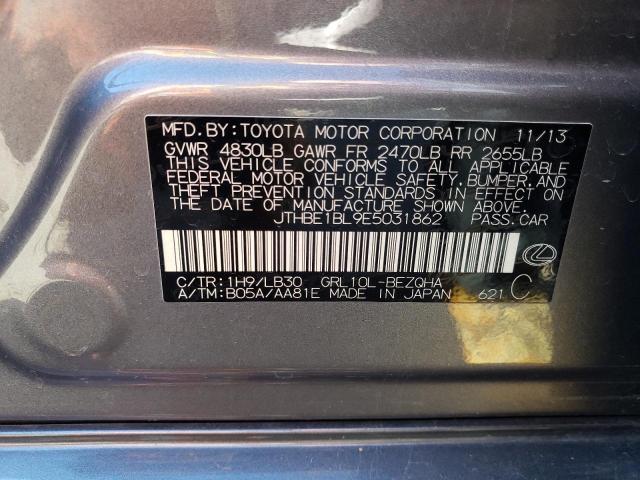 MFD. BY: TOYOTA MOTOR CORPORATION 11/13
GVWR 4830LB GAWR FR 2470LB RR 2655LB
THIS VEHICLE CONFORMS TO ALL APPLICABLE
FEDERAL MOTOR VEHICLE SAFETY, BUMPER, AND
THEFT PREVENTION STANDARDS IN EFFECT ON
THE DATE OF MANUFACTURE SHOWN ABOVE.
JTHBE1BL9E5031862 PASS. CAR
C/TR: 1H9/LB30 GRL10L-BEZQHA
A/TM: B05A/AA81E MADE IN JAPAN 621 C